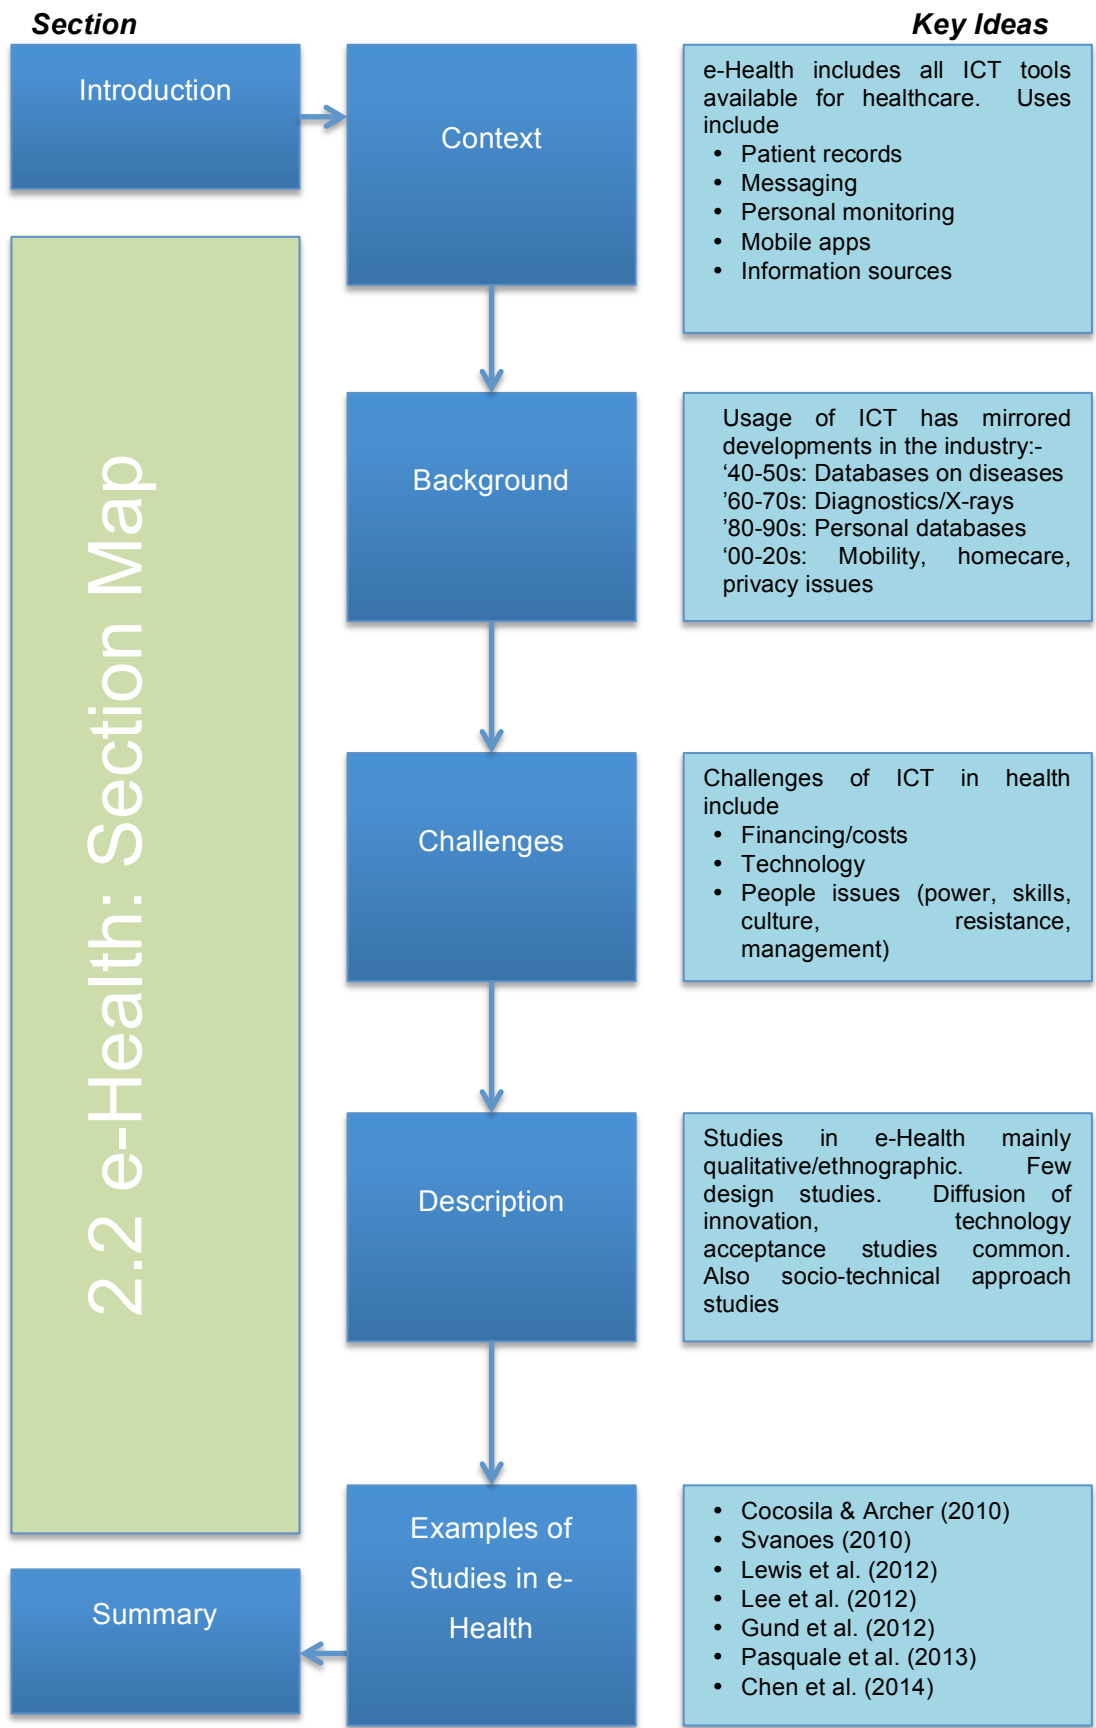 Section
Key Ideas
Introduction
Context
e-Health includes all ICT tools
available for healthcare. Uses
include
• Patient records
• Messaging
• Personal monitoring
• Mobile apps
• Information sources
2.2 e-Health: Section Map
Background
Usage of ICT has mirrored
developments in the industry:-
‘40-50s: Databases on diseases
’60-70s: Diagnostics/X-rays
’80-90s: Personal databases
‘00-20s: Mobility, homecare,
privacy issues
Challenges
Challenges of ICT in health
include
• Financing/costs
• Technology
• People issues (power, skills,
culture, resistance,
management)
Description
Studies in e-Health mainly
qualitative/ethnographic. Few
design studies. Diffusion of
innovation, technology
acceptance studies common.
Also socio-technical approach
studies
Examples of
Studies in e-
Health
• Cocosila & Archer (2010)
• Svanoes (2010)
• Lewis et al. (2012)
• Lee et al. (2012)
• Gund et al. (2012)
• Pasquale et al. (2013)
• Chen et al. (2014)
Summary